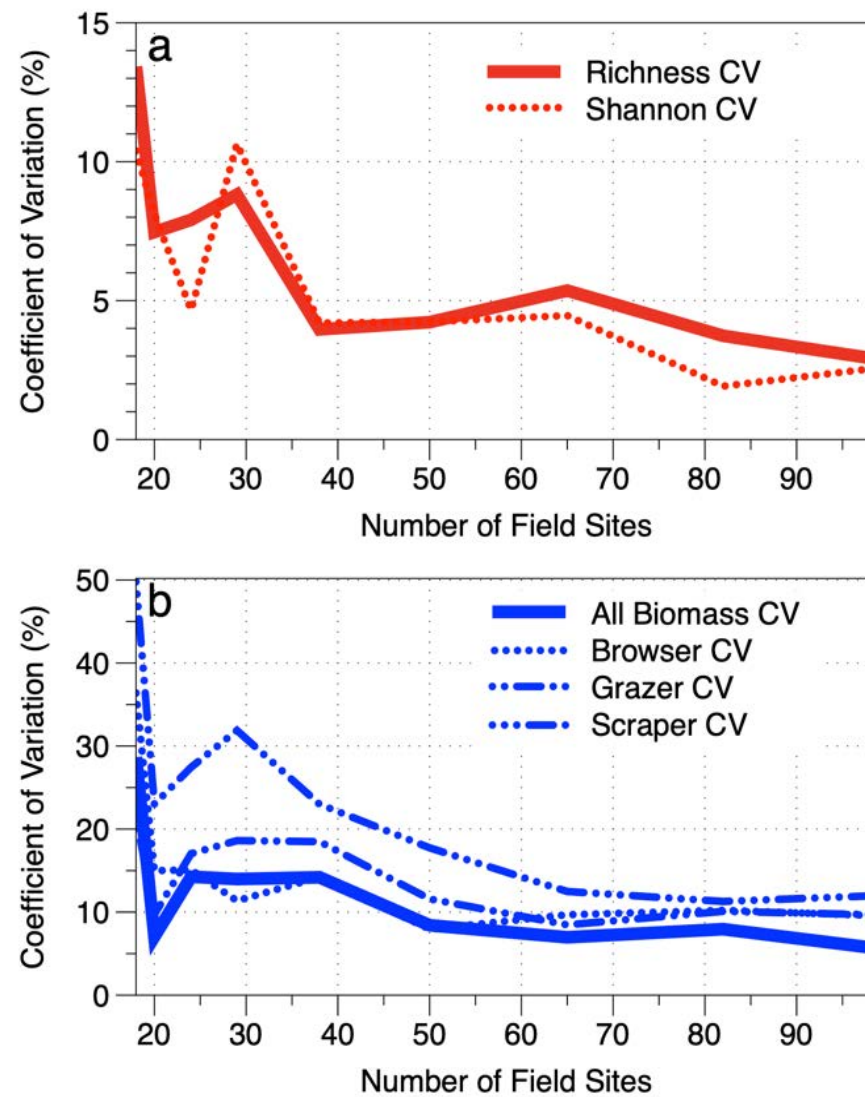 15
a
Richness CV
Shannon CV
10
5
0
Coefficient of Variation (%)
20 30 40 50 60 70 80 90
Number of Field Sites
50
b
All Biomass CV
Browser CV
Grazer CV
Scraper CV
40
30
20
10
0
Coefficient of Variation (%)
20 30 40 50 60 70 80 90
Number of Field Sites